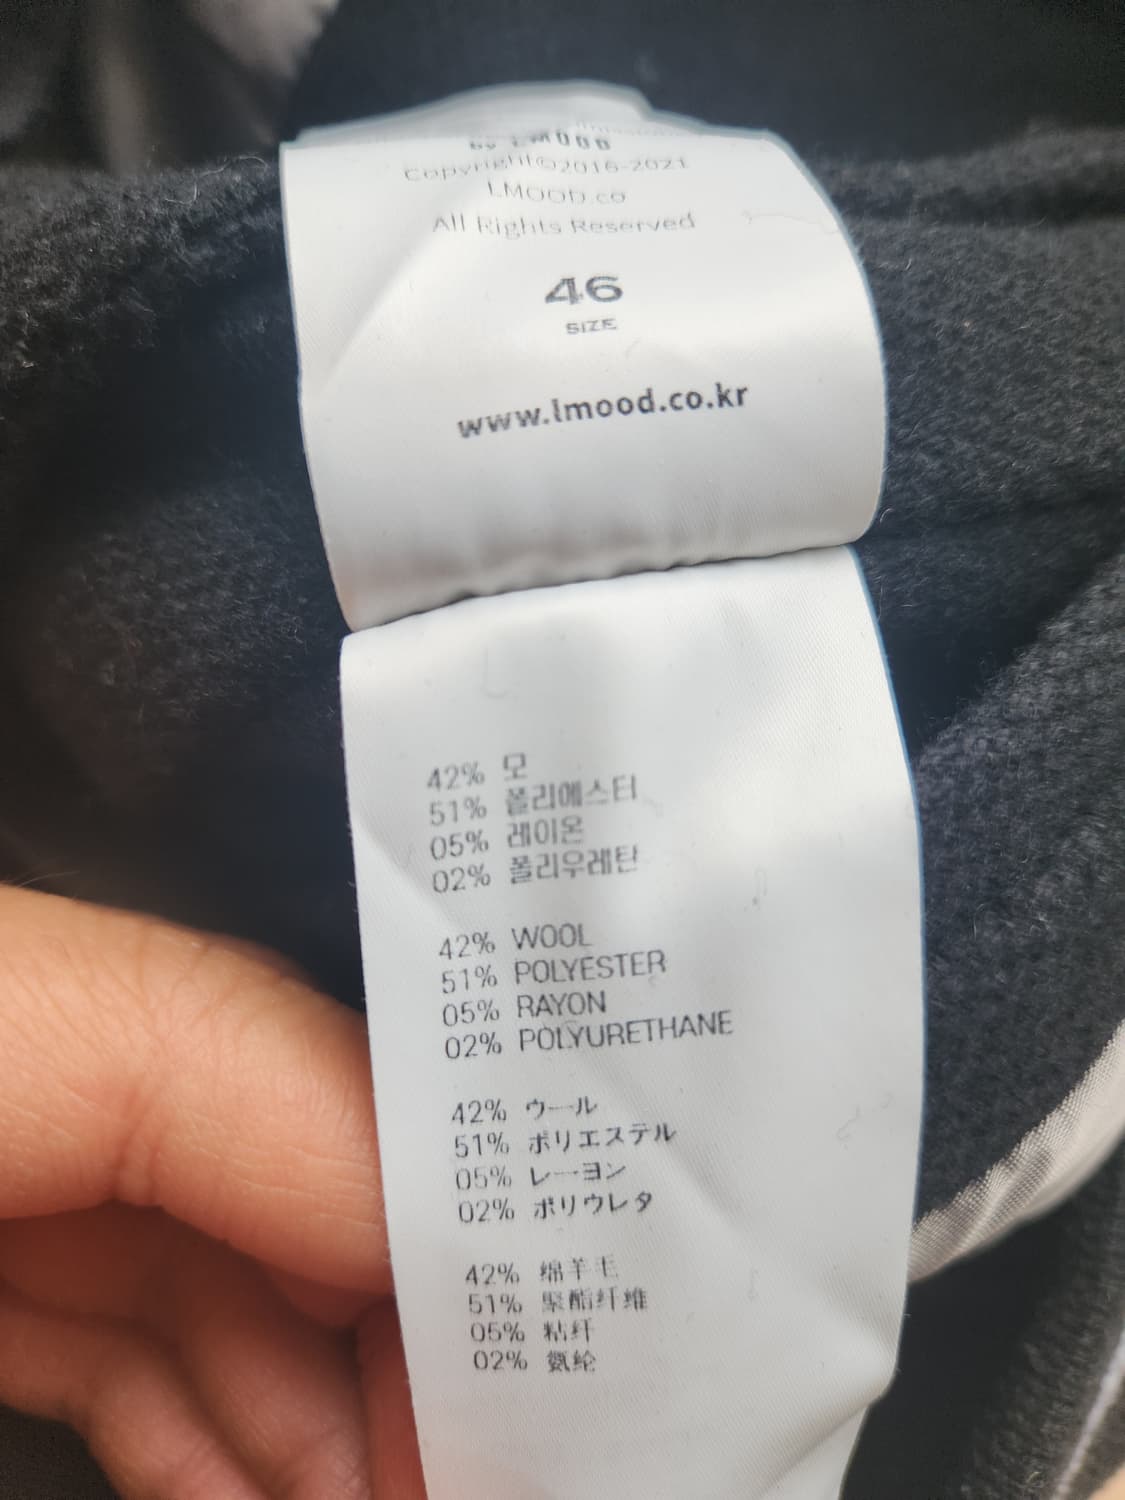 by LMOOD
Copyright©2016-2021
LMOOD.co
All Rights Reserved
46
SIZE
www.lmood.co.kr
42% 모
51% 폴리에스터
05% 레이온
02% 폴리우레탄
42% WOOL
51% POLYESTER
05% RAYON
02% POLYURETHANE
42% ウール
51% ポリエステル
05% レーヨン
02% ポリウレタ
42% 绵羊毛
51% 聚酯纤维
05% 粘纤
02% 氨纶